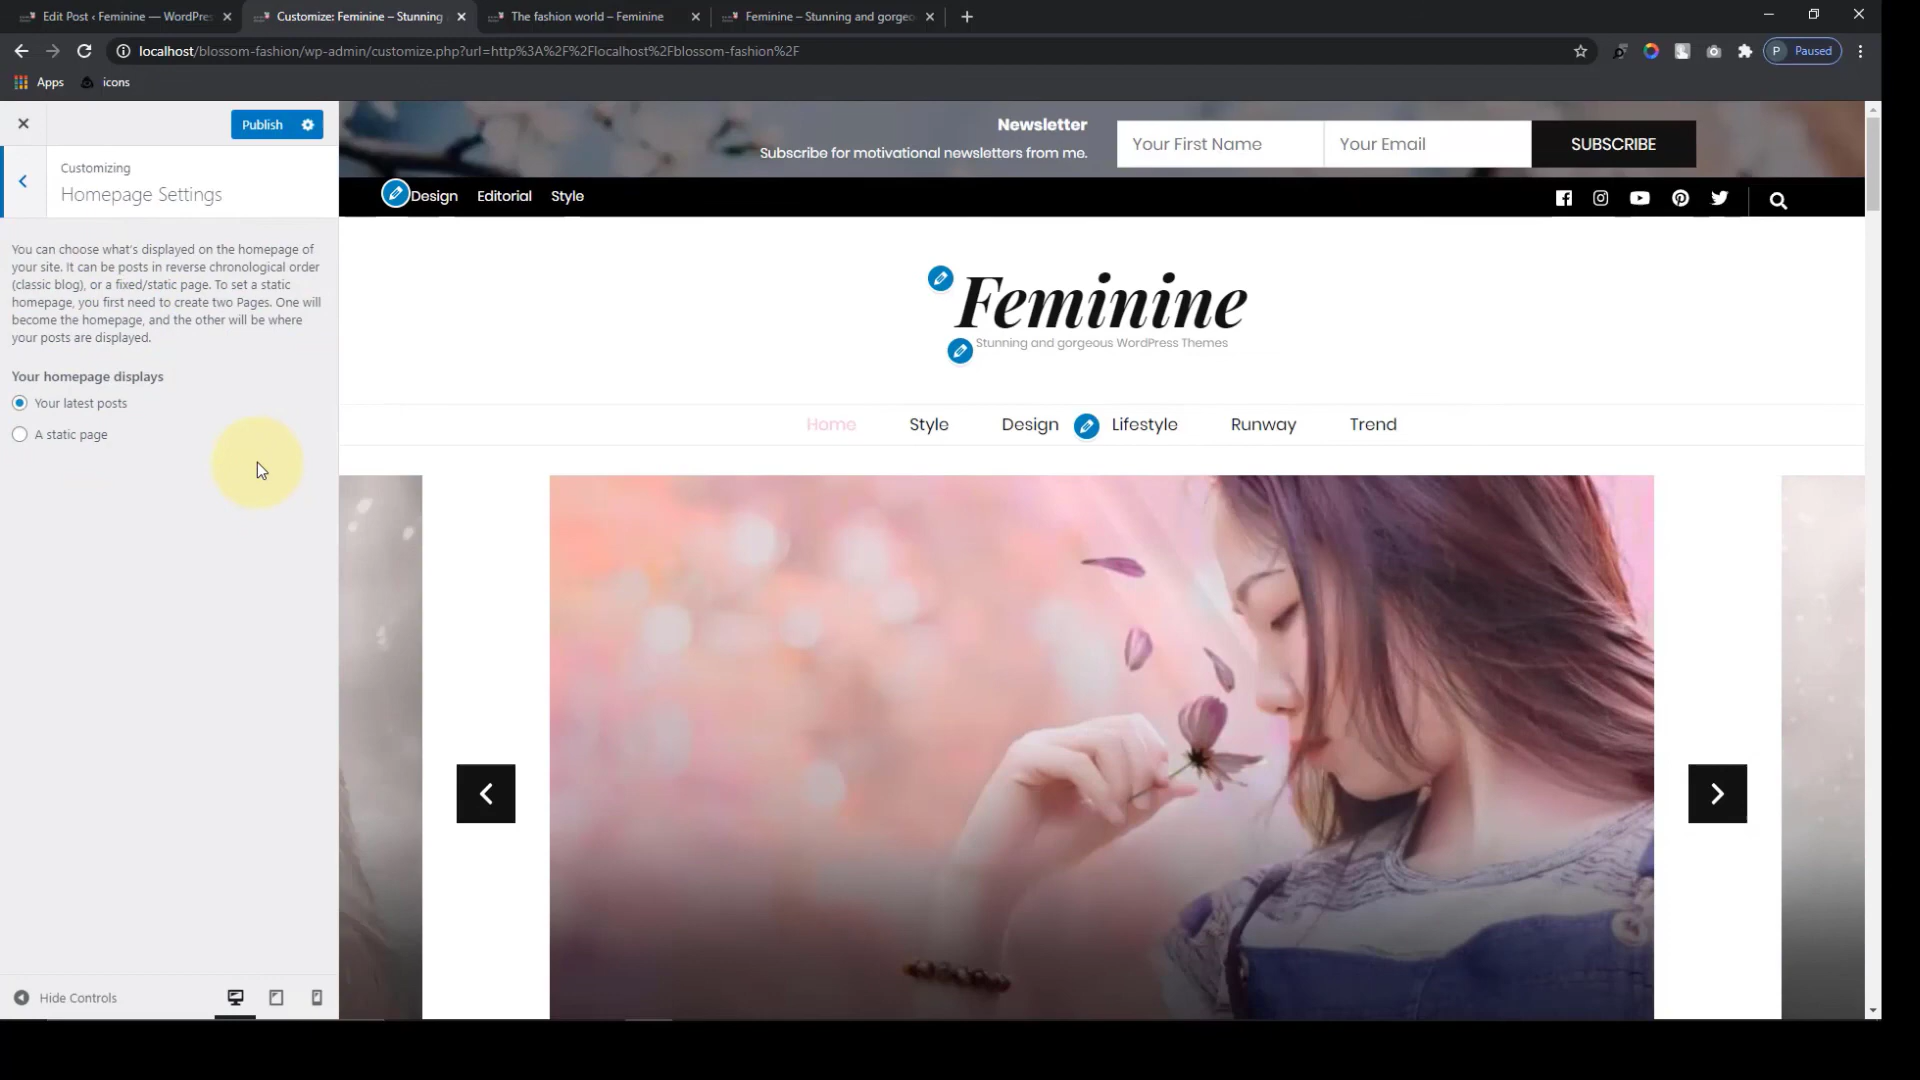 Edit Post ‹ Feminine — WordPres
Customize: Feminine – Stunning
The fashion world – Feminine
Feminine – Stunning and gorgeo
localhost/blossom-fashion/wp-admin/customize.php?url=http%3A%2F%2Flocalhost%2Fblossom-fashion%2F
P Paused
Apps
icons
Publish
Customizing
Homepage Settings
You can choose what's displayed on the homepage of
your site. It can be posts in reverse chronological order
(classic blog), or a fixed/static page. To set a static
homepage, you first need to create two Pages. One will
become the homepage, and the other will be where
your posts are displayed.
Your homepage displays
Your latest posts
A static page
Hide Controls
Newsletter
Subscribe for motivational newsletters from me.
Your First Name
Your Email
SUBSCRIBE
Design Editorial Style
Feminine
Stunning and gorgeous WordPress Themes
Home Style Design Lifestyle Runway Trend